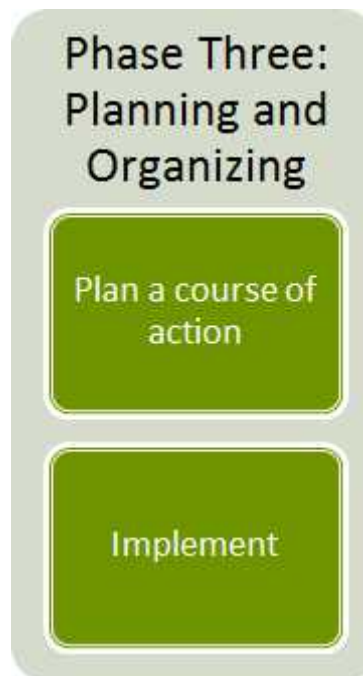 Phase Three:
Planning and
Organizing
Plan a course of
action
Implement